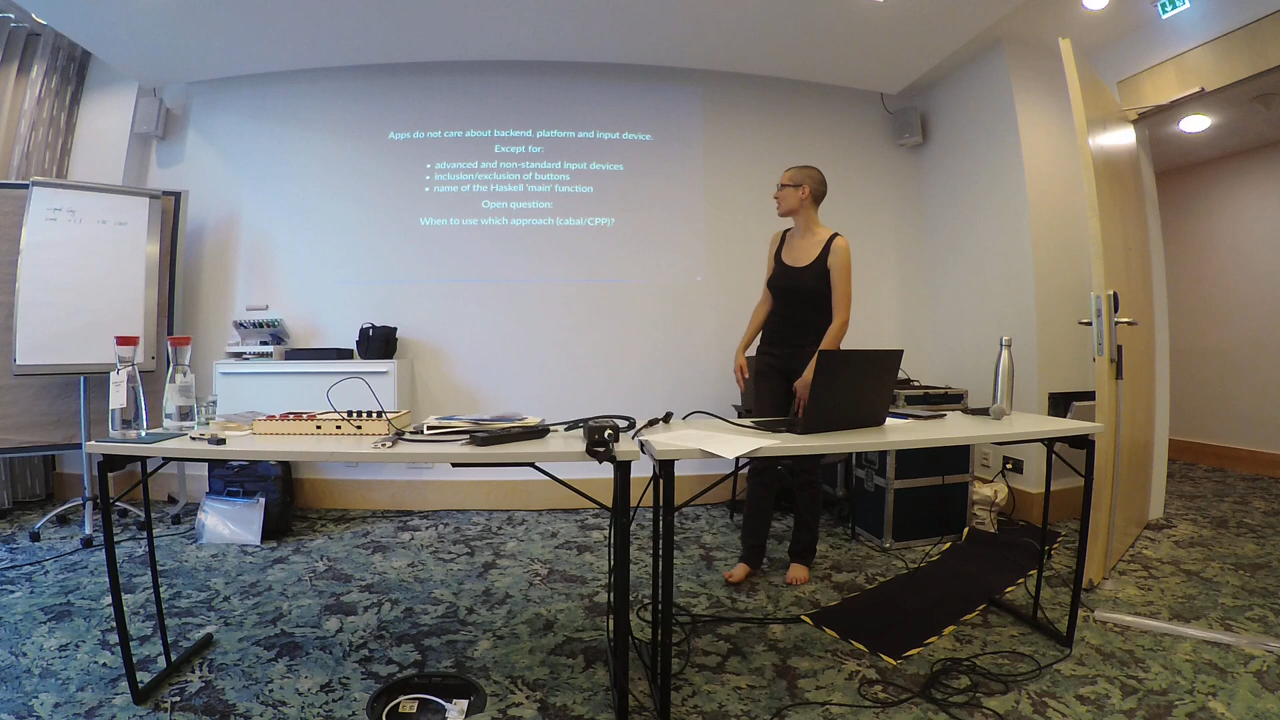 Apps do not care about backend, platform and input device.
Except for:
• advanced and non-standard input devices
• inclusion/exclusion of buttons
• name of the Haskell 'main' function
Open question:
When to use which approach (cabal/CPP)?